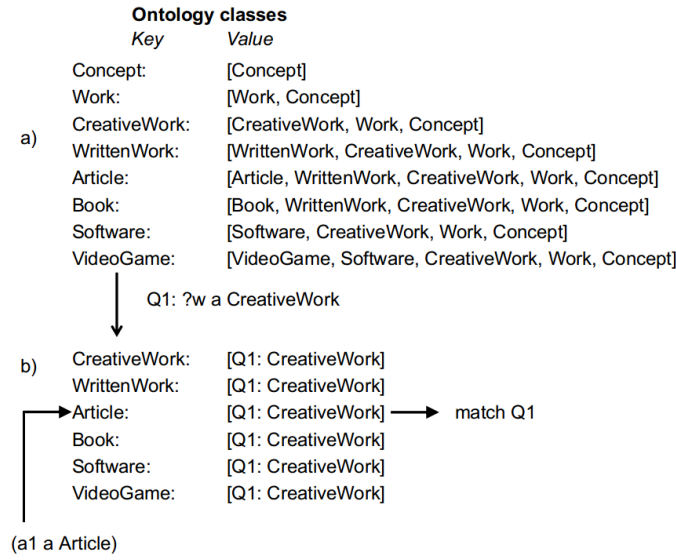 Ontology classes
Key Value
Concept: [Concept]
Work: [Work, Concept]
CreativeWork: [CreativeWork, Work, Concept]
a)
WrittenWork: [WrittenWork, CreativeWork, Work, Concept]
Article: [Article, WrittenWork, CreativeWork, Work, Concept]
Book: [Book, WrittenWork, CreativeWork, Work, Concept]
Software: [Software, CreativeWork, Work, Concept]
VideoGame: [VideoGame, Software, CreativeWork, Work, Concept]
Q1: ?w a CreativeWork
b) CreativeWork: [Q1: CreativeWork]
WrittenWork: [Q1: CreativeWork]
Article: [Q1: CreativeWork] match Q1
Book: [Q1: CreativeWork]
Software: [Q1: CreativeWork]
VideoGame: [Q1: CreativeWork]
(a1 a Article)